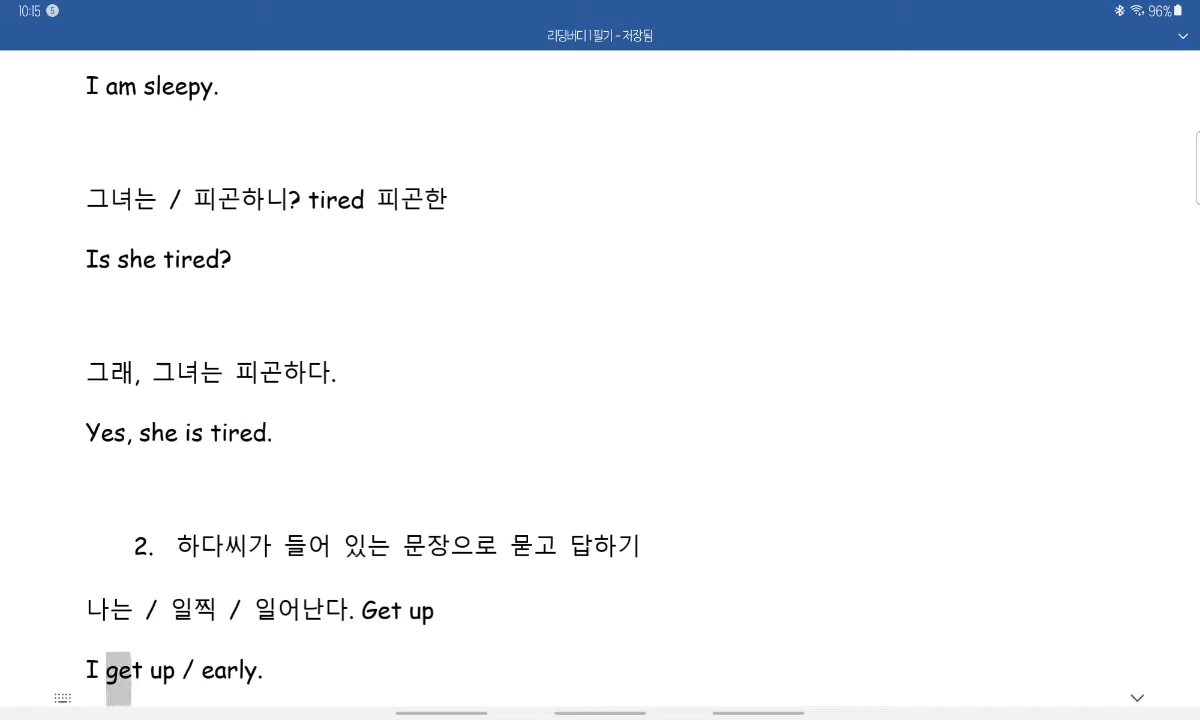 10:15 5 96%
리딩버디 1 필기 - 저장됨
I am sleepy.
그녀는 / 피곤하니? tired 피곤한
Is she tired?
그래, 그녀는 피곤하다.
Yes, she is tired.
2. 하다씨가 들어 있는 문장으로 묻고 답하기
나는 / 일찍 / 일어난다. Get up
I get up / early.